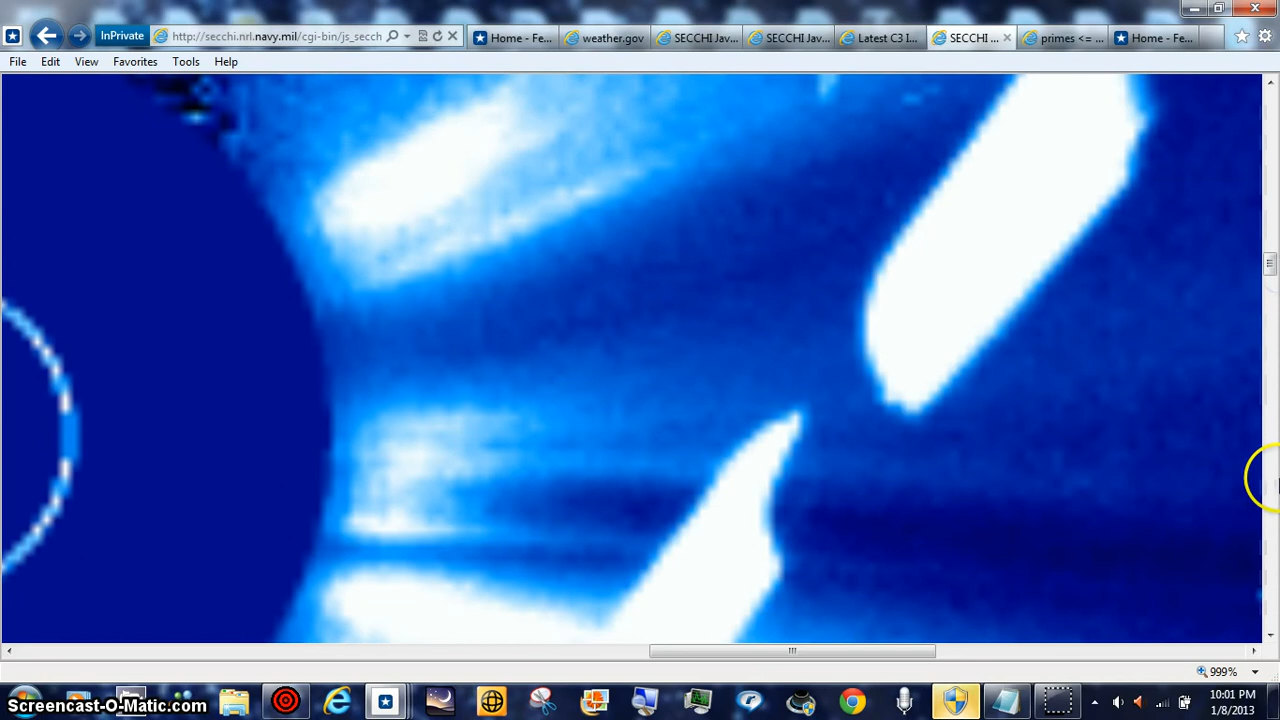 InPrivate
http://secchi.nrl.navy.mil/cgi-bin/js_secch
Home - Fe...
weather.gov
SECCHI Jav...
SECCHI Jav...
Latest C3 I...
SECCHI ...
primes <= ...
Home - Fe...
File Edit View Favorites Tools Help
999%
Screencast-O-Matic.com
10:01 PM
1/8/2013